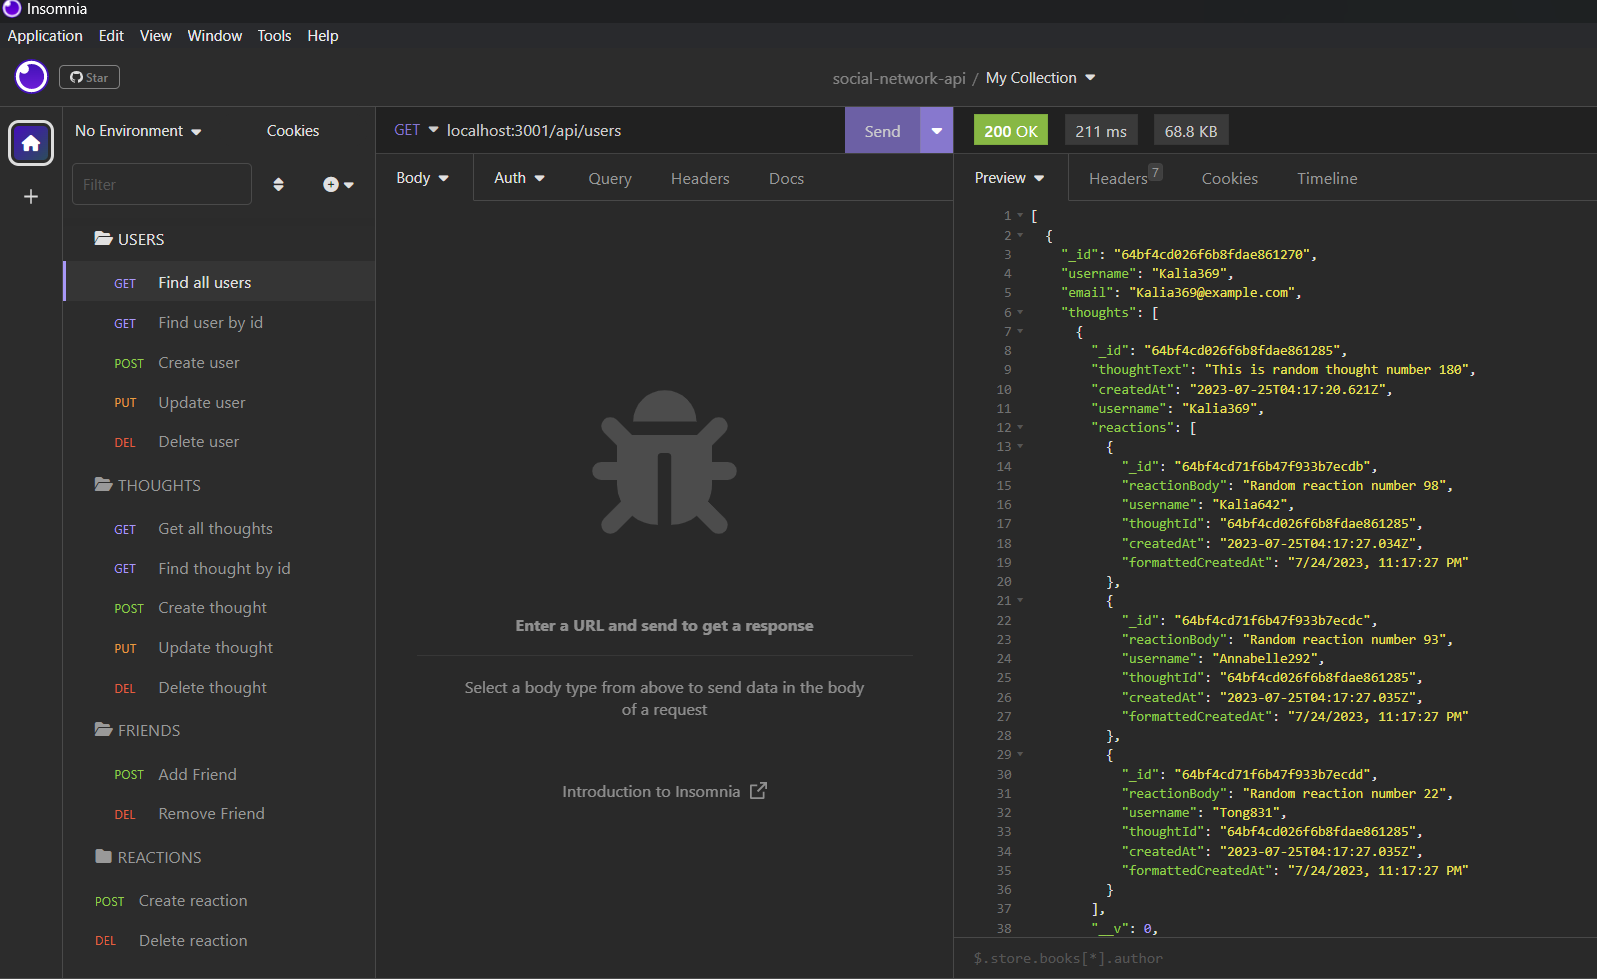 Insomnia
Application Edit View Window Tools Help
Star
social-network-api / My Collection
No Environment Cookies
Filter
USERS
GET Find all users
GET Find user by id
POST Create user
PUT Update user
DEL Delete user
THOUGHTS
GET Get all thoughts
GET Find thought by id
POST Create thought
PUT Update thought
DEL Delete thought
FRIENDS
POST Add Friend
DEL Remove Friend
REACTIONS
POST Create reaction
DEL Delete reaction
GET localhost:3001/api/users Send
Body Auth Query Headers Docs
Enter a URL and send to get a response
Select a body type from above to send data in the body
of a request
Introduction to Insomnia
200 OK 211 ms 68.8 KB
Preview Headers 7 Cookies Timeline
1 [
2 {
3 "_id": "64bf4cd026f6b8fdae861270",
4 "username": "Kalia369",
5 "email": "Kalia369@example.com",
6 "thoughts": [
7 {
8 "_id": "64bf4cd026f6b8fdae861285",
9 "thoughtText": "This is random thought number 180",
10 "createdAt": "2023-07-25T04:17:20.621Z",
11 "username": "Kalia369",
12 "reactions": [
13 {
14 "_id": "64bf4cd71f6b47f933b7ecdb",
15 "reactionBody": "Random reaction number 98",
16 "username": "Kalia642",
17 "thoughtId": "64bf4cd026f6b8fdae861285",
18 "createdAt": "2023-07-25T04:17:27.034Z",
19 "formattedCreatedAt": "7/24/2023, 11:17:27 PM"
20 },
21 {
22 "_id": "64bf4cd71f6b47f933b7ecdc",
23 "reactionBody": "Random reaction number 93",
24 "username": "Annabelle292",
25 "thoughtId": "64bf4cd026f6b8fdae861285",
26 "createdAt": "2023-07-25T04:17:27.035Z",
27 "formattedCreatedAt": "7/24/2023, 11:17:27 PM"
28 },
29 {
30 "_id": "64bf4cd71f6b47f933b7ecdd",
31 "reactionBody": "Random reaction number 22",
32 "username": "Tong831",
33 "thoughtId": "64bf4cd026f6b8fdae861285",
34 "createdAt": "2023-07-25T04:17:27.035Z",
35 "formattedCreatedAt": "7/24/2023, 11:17:27 PM"
36 }
37 ],
38 "__v": 0,
$.store.books[*].author